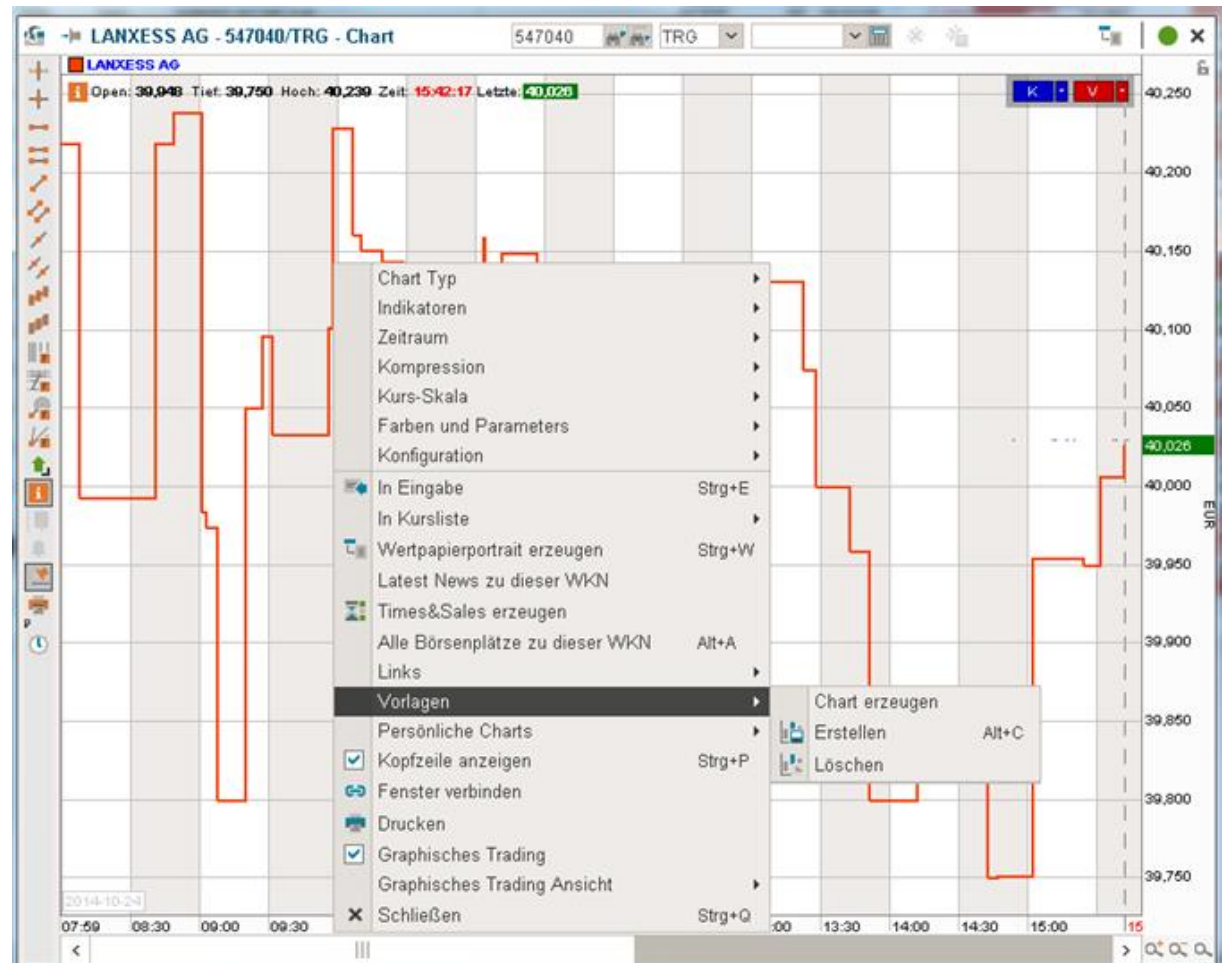 LANXESS AG - 547040/TRG - Chart 547040 TRG
LANXESS AG
Open: 39,948 Tief: 39,750 Hoch: 40,239 Zeit: 15:42:17 Letzte: 40,026
K V
40,250
40,200
40,150
40,100
40,050
40,026
40,000
EUR
39,950
39,900
39,850
39,800
39,750
Chart Typ
Indikatoren
Zeitraum
Kompression
Kurs-Skala
Farben und Parameters
Konfiguration
In Eingabe Strg+E
In Kursliste
Wertpapierportrait erzeugen Strg+W
Latest News zu dieser WKN
Times&Sales erzeugen
Alle Börsenplätze zu dieser WKN Alt+A
Links
Vorlagen
Persönliche Charts
Kopfzeile anzeigen Strg+P
Fenster verbinden
Drucken
Graphisches Trading
Graphisches Trading Ansicht
Schließen Strg+Q
Chart erzeugen
Erstellen Alt+C
Löschen
P
2014-10-24
07:59 08:30 09:00 09:30 :00 13:30 14:00 14:30 15:00 15